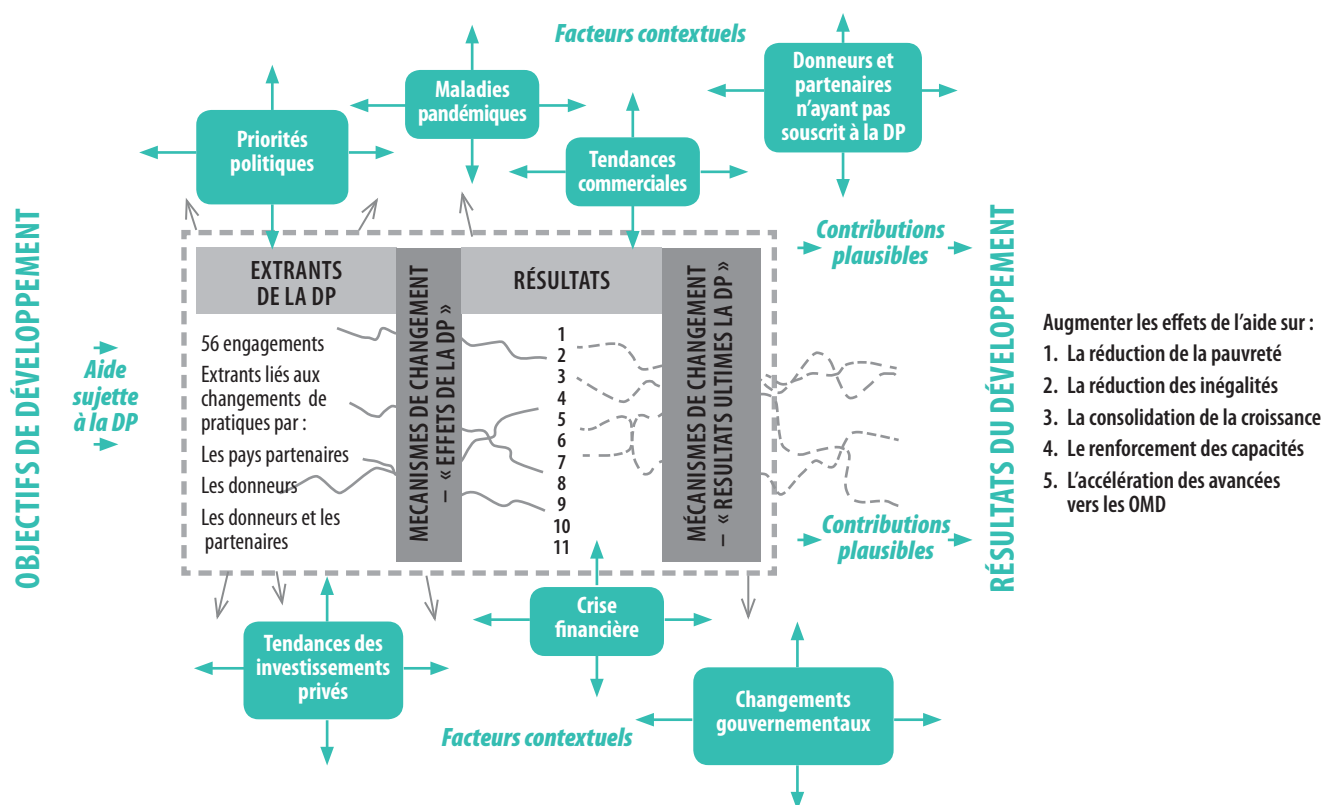 Facteurs contextuels
Priorités
politiques
Maladies
pandémiques
Tendances
commerciales
Donneurs et
partenaires
n'ayant pas
souscrit à la DP
OBJECTIFS DE DÉVELOPPEMENT
Aide
sujette
à la DP
EXTRANTS
DE LA DP
56 engagements
Extrants liés aux
changements de
pratiques par :
Les pays partenaires
Les donneurs
Les donneurs et les
partenaires
MÉCANISMES DE CHANGEMENT
– « EFFETS DE LA DP »
RÉSULTATS
1
2
3
4
5
6
7
8
9
10
11
MÉCANISMES DE CHANGEMENT
– « RESULTATS ULTIMES LA DP »
Contributions
plausibles
Contributions
plausibles
RÉSULTATS DU DÉVELOPPEMENT
Augmenter les effets de l'aide sur :
1. La réduction de la pauvreté
2. La réduction des inégalités
3. La consolidation de la croissance
4. Le renforcement des capacités
5. L'accélération des avancées
vers les OMD
Tendances des
investissements
privés
Crise
financière
Changements
gouvernementaux
Facteurs contextuels